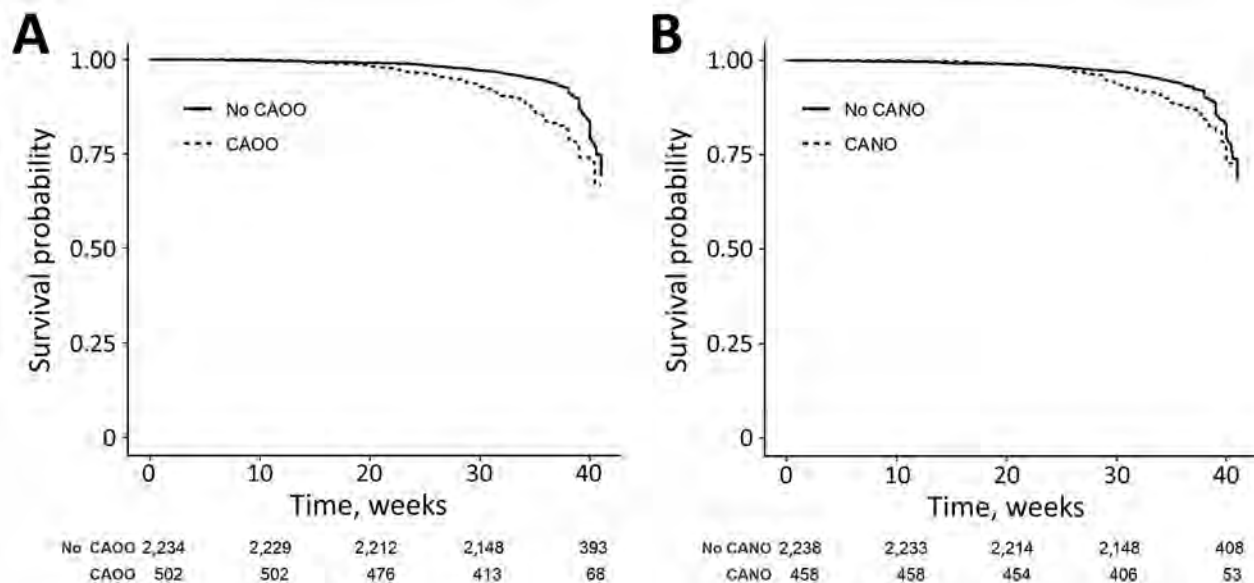 A
1.00
0.75
0.50
0.25
0
Survival probability
No CAOO
CAOO
0 10 20 30 40
Time, weeks
No CAOO 2,234 2,229 2,212 2,148 393
CAOO 502 502 476 413 68
B
1.00
0.75
0.50
0.25
0
Survival probability
No CANO
CANO
0 10 20 30 40
Time, weeks
No CANO 2,238 2,233 2,214 2,148 408
CANO 458 458 454 406 53